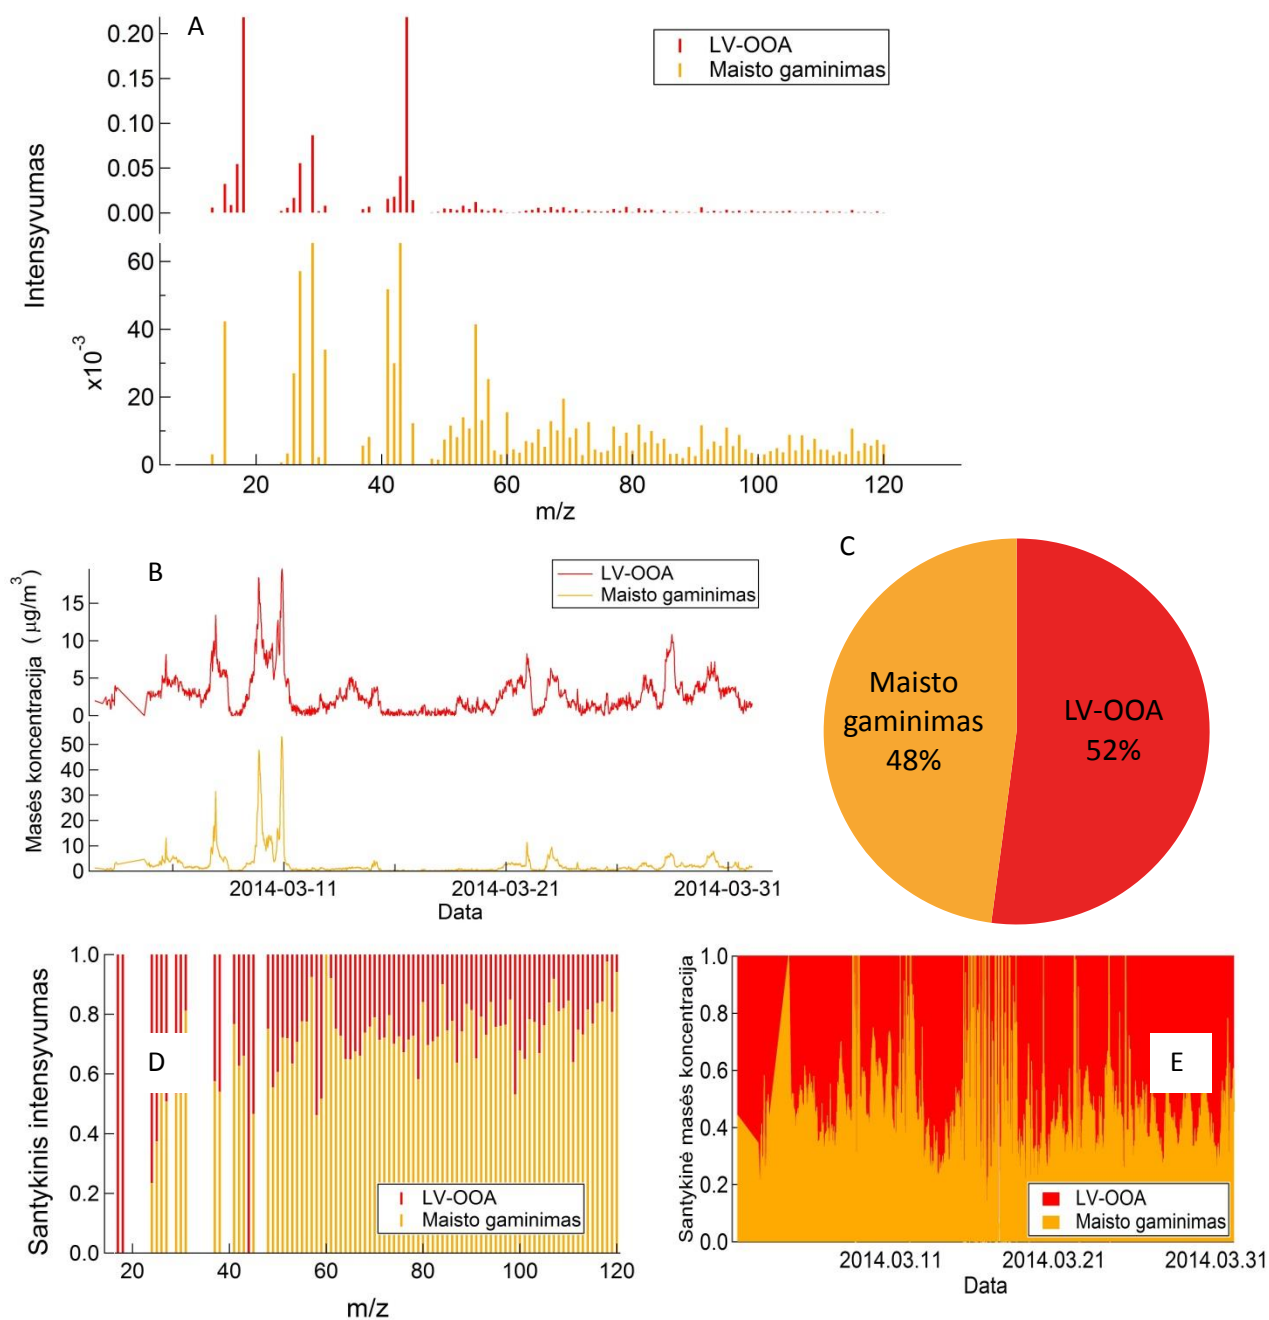 A
LV-OOA
Maisto gaminimas
Intensyvumas
0.20
0.15
0.10
0.05
0.00
x10⁻³
60
40
20
0
20 40 60 80 100 120
m/z
B
LV-OOA
Maisto gaminimas
Masės koncentracija ( µg/m³)
15
10
5
0
50
40
30
20
10
0
2014-03-11 2014-03-21 2014-03-31
Data
C
Maisto
gaminimas
48%
LV-OOA
52%
D
Santykinis intensyvumas
1.0
0.8
0.6
0.4
0.2
0.0
LV-OOA
Maisto gaminimas
20 40 60 80 100 120
m/z
E
Santykinė masės koncentracija
1.0
0.8
0.6
0.4
0.2
0.0
LV-OOA
Maisto gaminimas
2014.03.11 2014.03.21 2014.03.31
Data